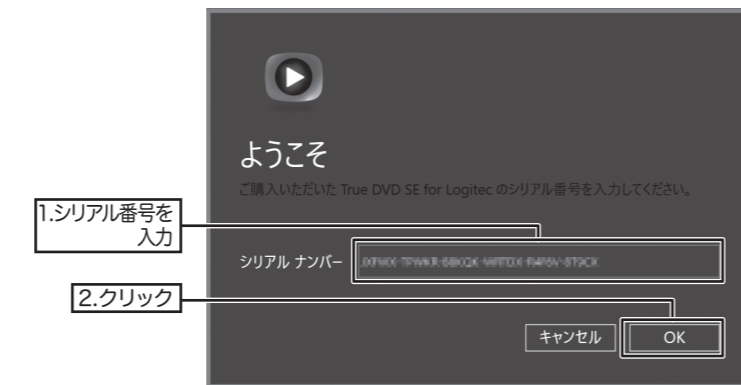 ようこそ
ご購入いただいた True DVD SE for Logitec のシリアル番号を入力してください。
1.シリアル番号を
入力
シリアル ナンバー
2.クリック
キャンセル
OK